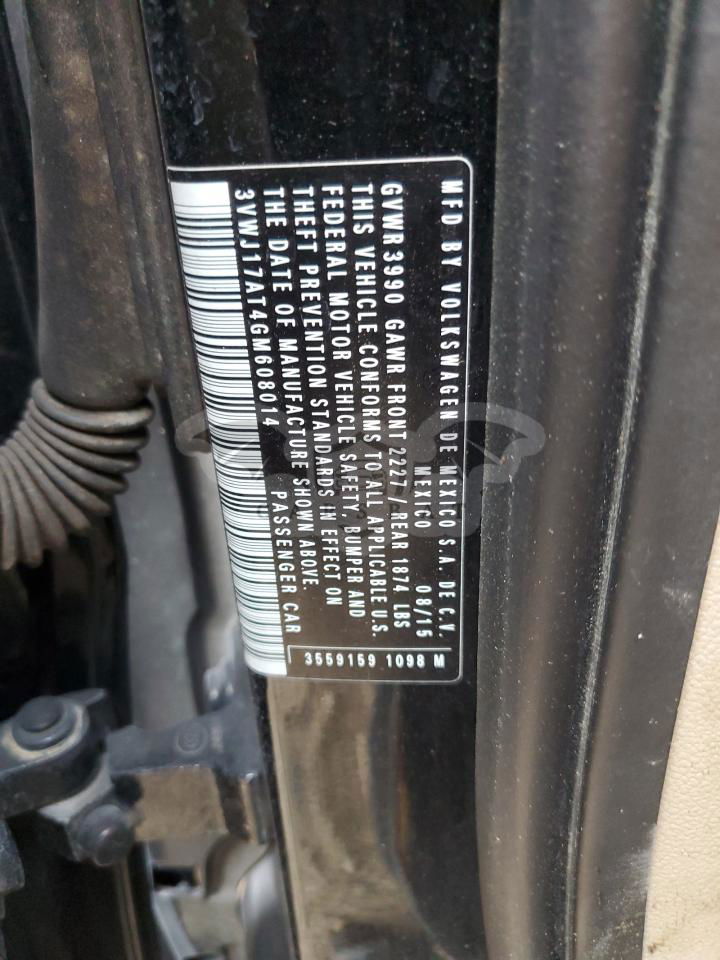 MFD BY VOLKSWAGEN DE MEXICO S.A. DE C.V.
MEXICO 08/15
GVWR 3990 GAWR FRONT 2227 / REAR 1874 LBS
THIS VEHICLE CONFORMS TO ALL APPLICABLE U.S.
FEDERAL MOTOR VEHICLE SAFETY, BUMPER AND
THEFT PREVENTION STANDARDS IN EFFECT ON
THE DATE OF MANUFACTURE SHOWN ABOVE.
3VWJ17AT4GM608014 PASSENGER CAR
3559159 1098 M